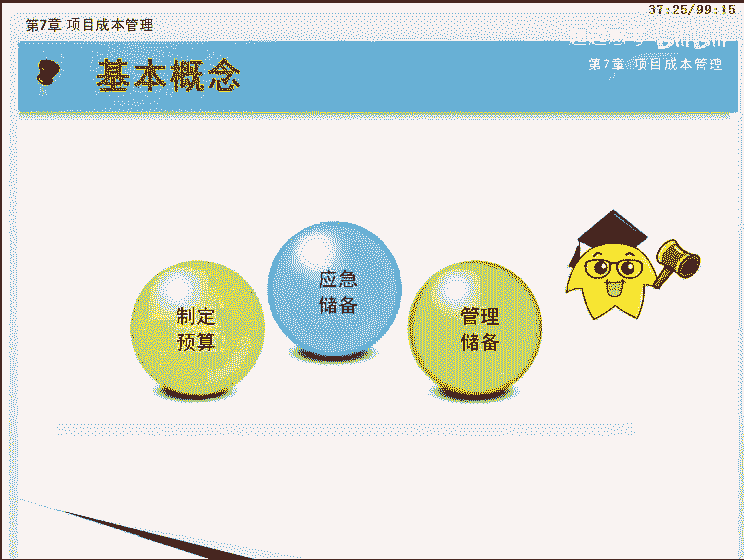 37:25/99:15
第7章 项目成本管理
基本概念
第7章 项目成本管理
应急
储备
制定
预算
管理
储备